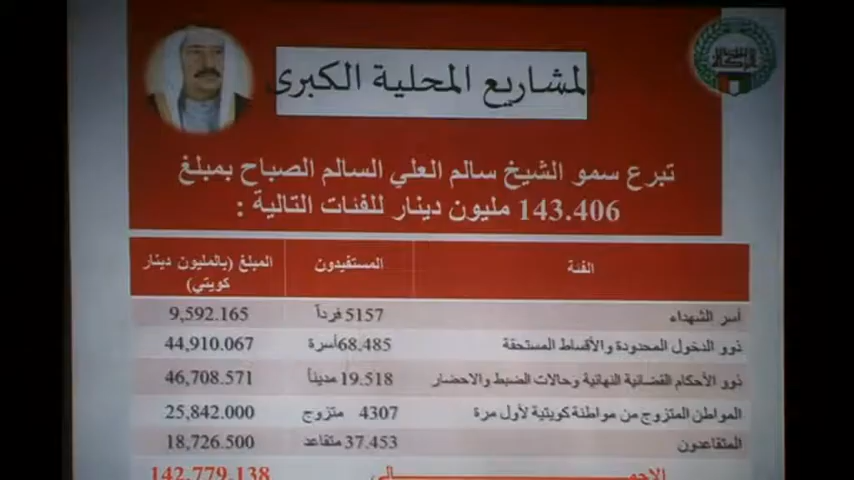 المشاريع المحلية الكبرى
تبرع سمو الشيخ سالم العلي السالم الصباح بمبلغ
143.406 مليون دينار للفئات التالية :
الفئة المستفيدون المبلغ (بالمليون دينار كويتي)
أسر الشهداء 5157 فرداً 9,592.165
ذوو الدخول المحدودة والأقساط المستحقة 68.485أسرة 44,910.067
ذوو الأحكام القضائية النهائية وحالات الضبط والاحضار 19.518 مديناً 46,708.571
المواطن المتزوج من مواطنة كويتية لأول مرة 4307 متزوج 25,842.000
المتقاعدون 37.453 متقاعد 18,726.500
الاجمـــــــــــــــــــــــالي 142,779.138